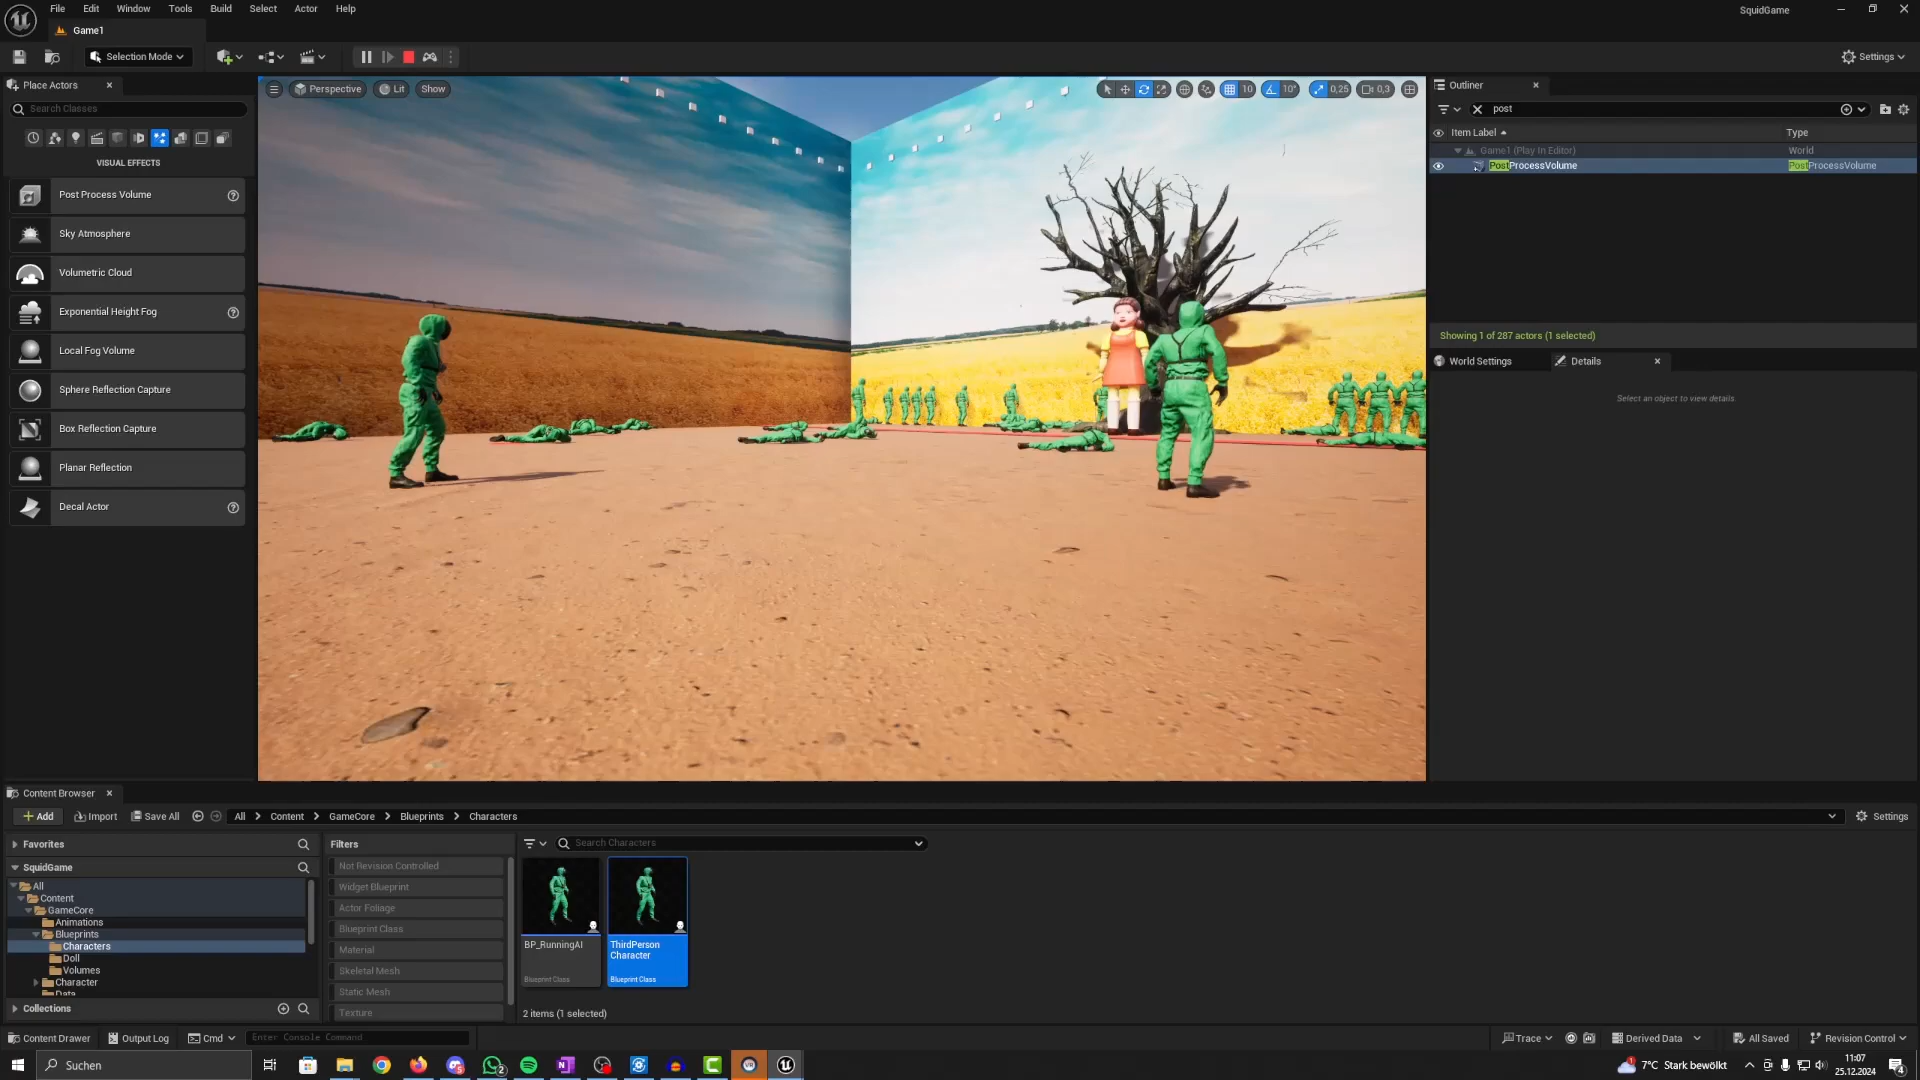 File Edit Window Tools Build Select Actor Help
SquidGame
Game1
Selection Mode
Settings
Place Actors
Search Classes
VISUAL EFFECTS
Post Process Volume
Sky Atmosphere
Volumetric Cloud
Exponential Height Fog
Local Fog Volume
Sphere Reflection Capture
Box Reflection Capture
Planar Reflection
Decal Actor
Perspective
Lit
Show
10
10°
0,25
0,3
Outliner
post
Item Label
Type
Game1 (Play In Editor)
World
PostProcessVolume
PostProcessVolume
Showing 1 of 287 actors (1 selected)
World Settings
Details
Select an object to view details.
Content Browser
Add
Import
Save All
All > Content > GameCore > Blueprints > Characters
Settings
Favorites
SquidGame
All
Content
GameCore
Animations
Blueprints
Characters
Doll
Volumes
Character
Data
Collections
Filters
Not Revision Controlled
Widget Blueprint
Actor Foliage
Blueprint Class
Material
Skeletal Mesh
Static Mesh
Texture
Search Characters
BP_RunningAI
Blueprint Class
ThirdPerson
Character
Blueprint Class
2 items (1 selected)
Content Drawer
Output Log
Cmd
Enter Console Command
Trace
Derived Data
All Saved
Revision Control
Suchen
7°C Stark bewölkt
11:07
25.12.2024